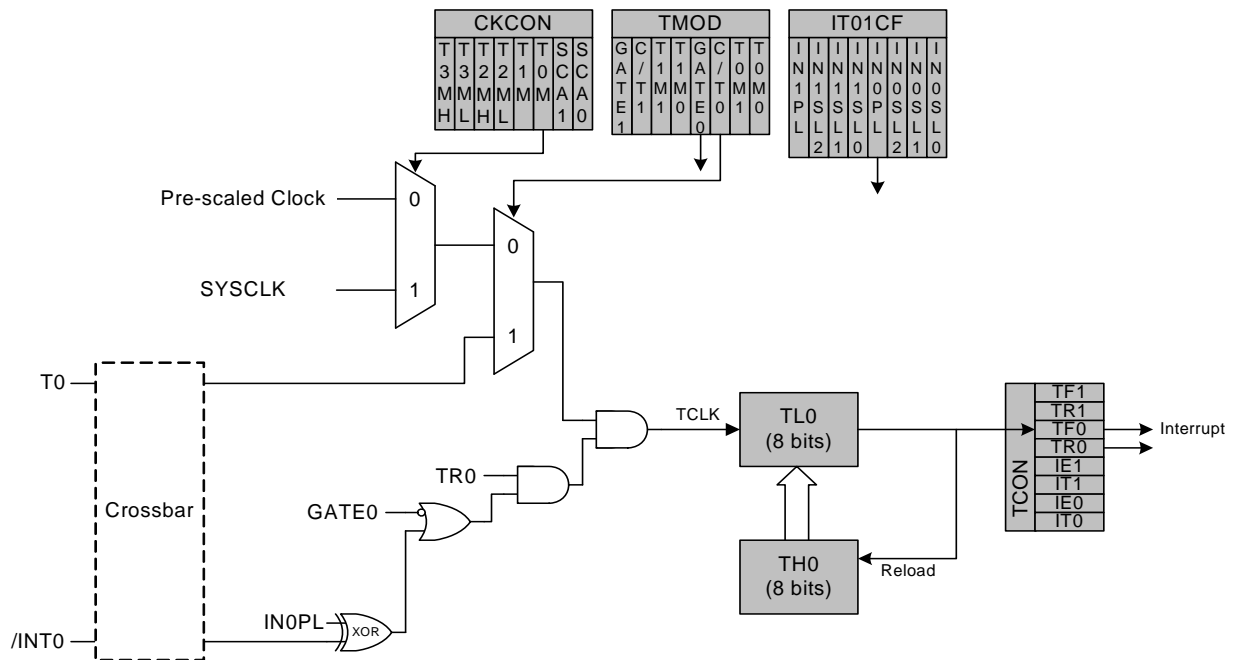 CKCON
T3MH T3ML T2MH T2ML T1M T0M SCA1 SCA0
TMOD
GATE1 C/T1 T1M1 T1M0 GATE0 C/T0 T0M1 T0M0
IT01CF
IN1PL IN1SL2 IN1SL1 IN1SL0 IN0PL IN0SL2 IN0SL1 IN0SL0
Pre-scaled Clock
0
SYSCLK
1
0
1
T0
Crossbar
/INT0
TR0
GATE0
IN0PL
XOR
TCLK
TL0
(8 bits)
TH0
(8 bits)
Reload
TCON
TF1
TR1
TF0
TR0
IE1
IT1
IE0
IT0
Interrupt